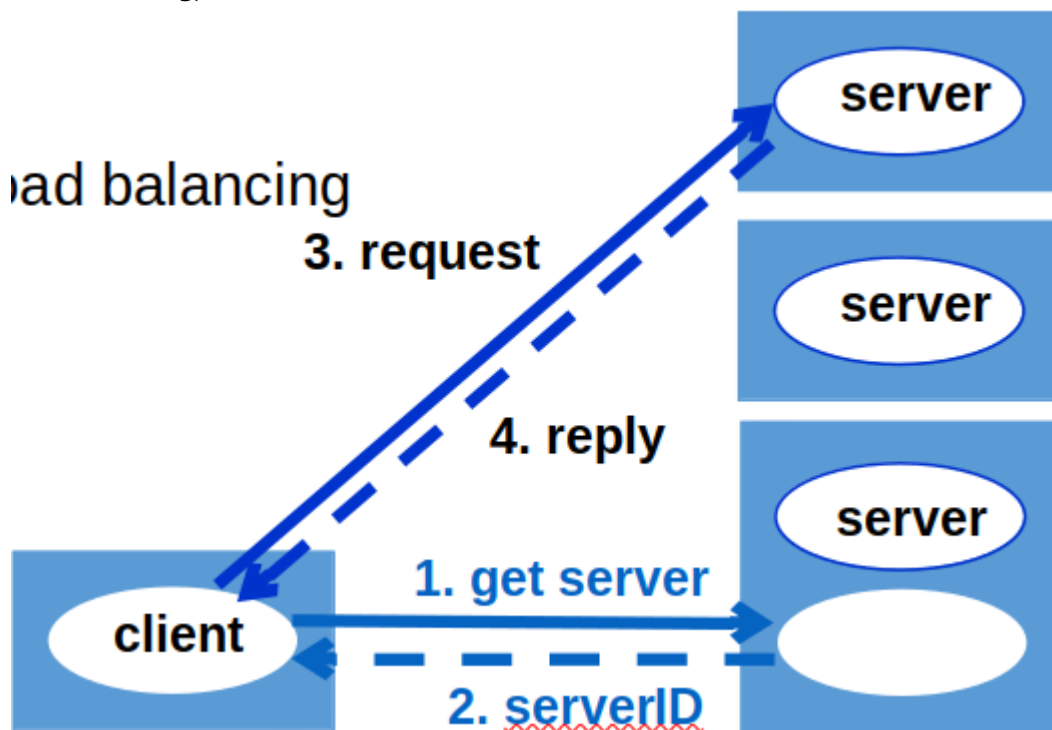 server
oad balancing
3. request
server
4. reply
server
1. get server
client
2. serverID